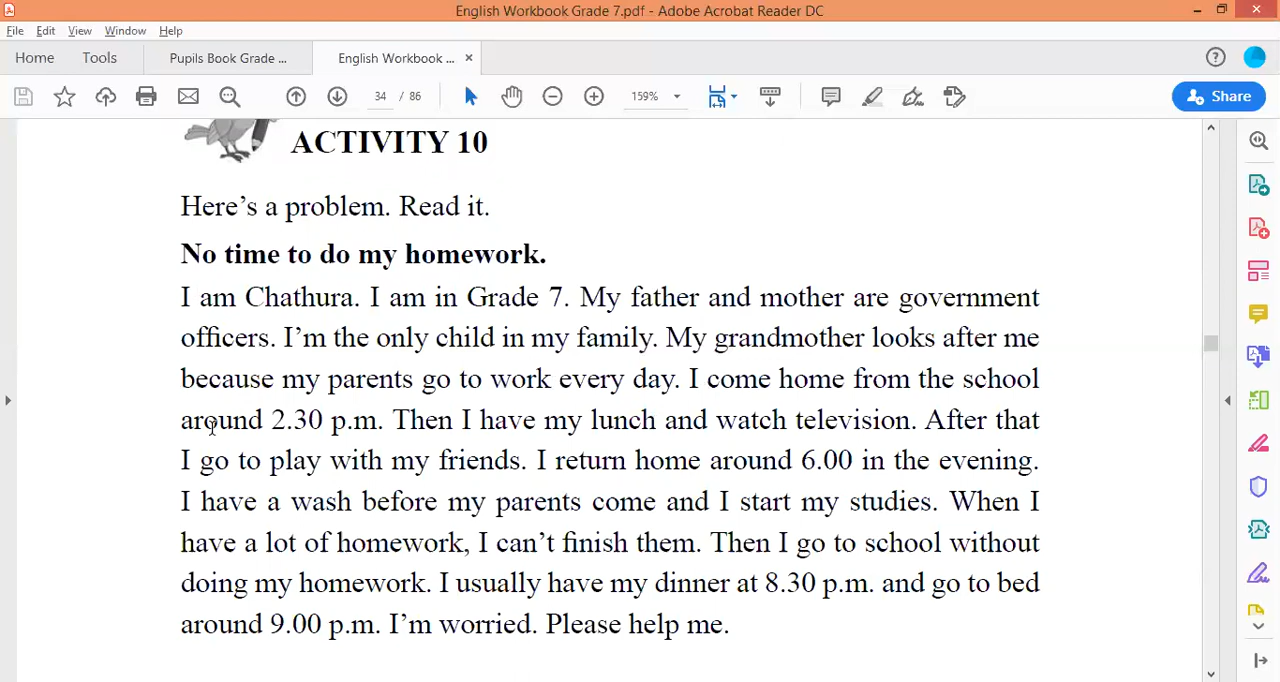 English Workbook Grade 7.pdf - Adobe Acrobat Reader DC
File Edit View Window Help
Home Tools Pupils Book Grade ... English Workbook ... ×
34 / 86 159% Share
ACTIVITY 10
Here’s a problem. Read it.
No time to do my homework.
I am Chathura. I am in Grade 7. My father and mother are government
officers. I’m the only child in my family. My grandmother looks after me
because my parents go to work every day. I come home from the school
around 2.30 p.m. Then I have my lunch and watch television. After that
I go to play with my friends. I return home around 6.00 in the evening.
I have a wash before my parents come and I start my studies. When I
have a lot of homework, I can’t finish them. Then I go to school without
doing my homework. I usually have my dinner at 8.30 p.m. and go to bed
around 9.00 p.m. I’m worried. Please help me.